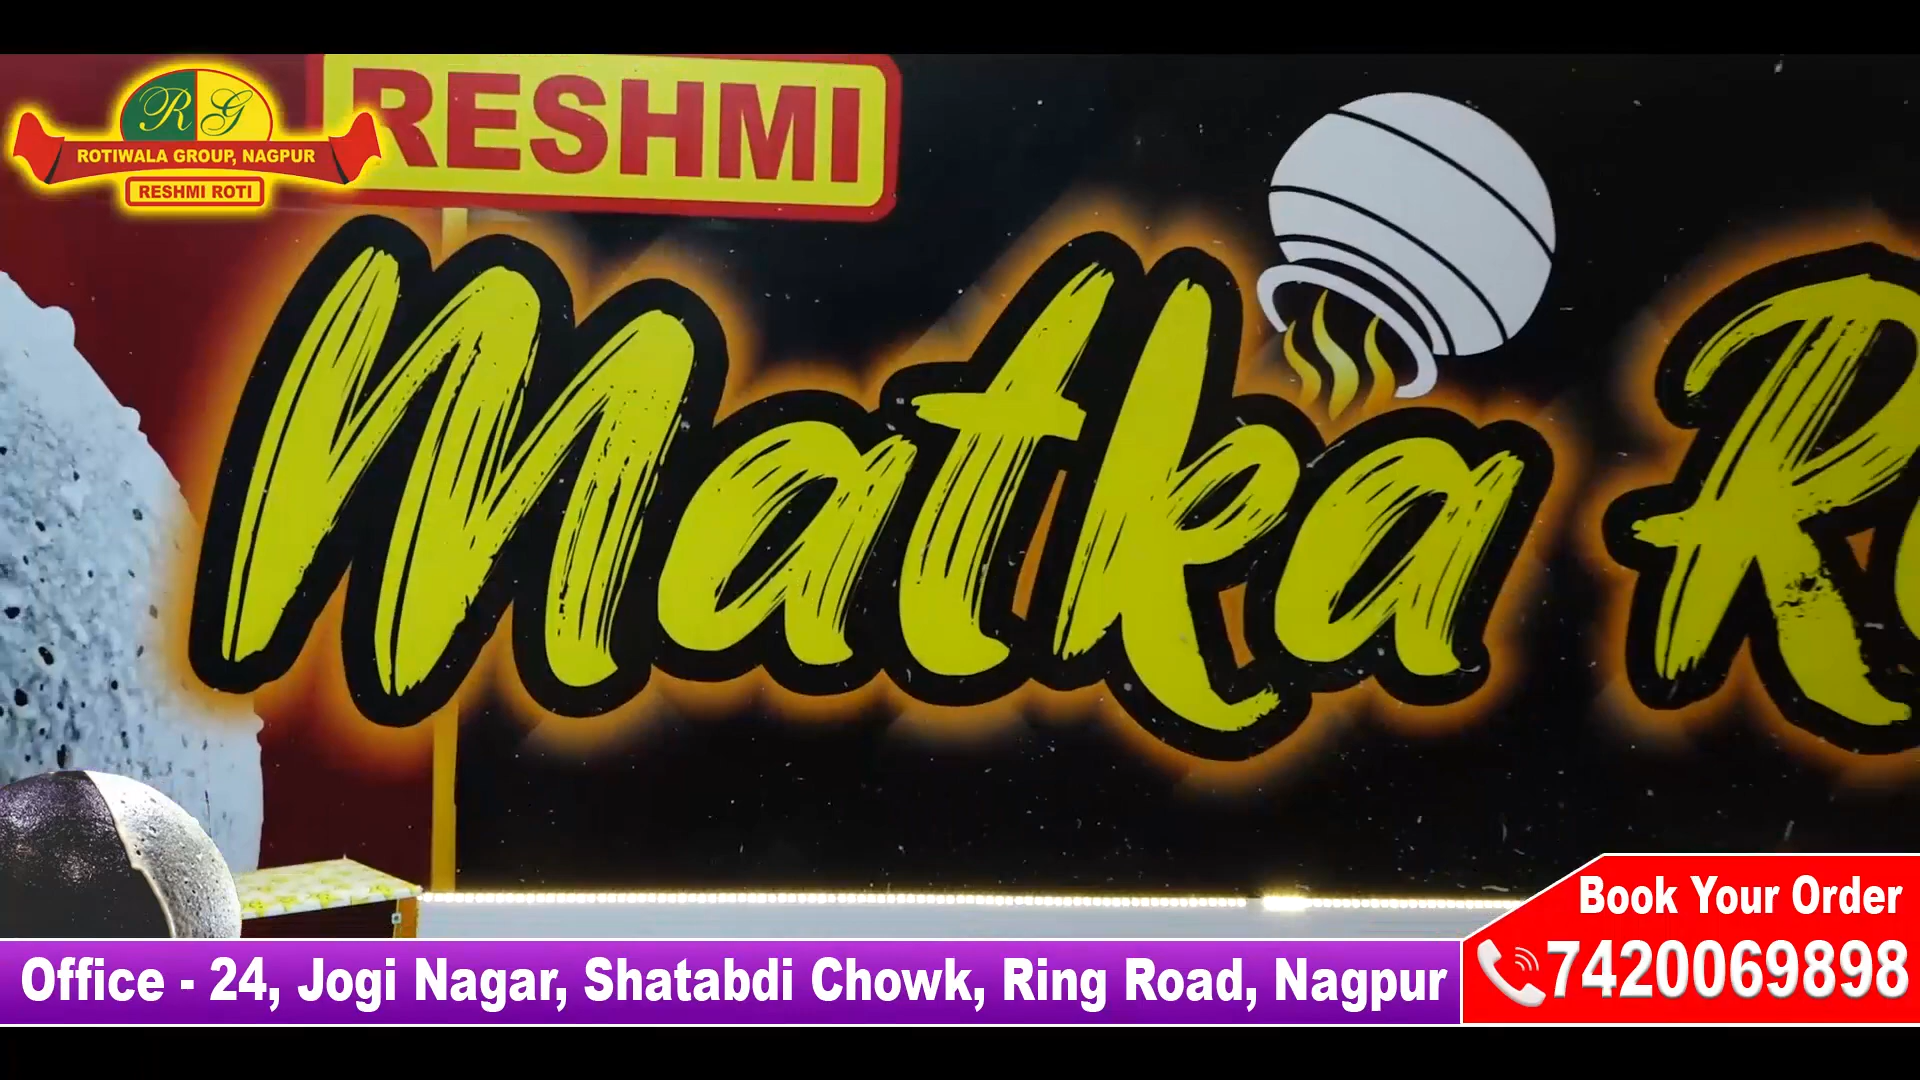 R G
ROTIWALA GROUP, NAGPUR
RESHMI ROTI
RESHMI
Matka
Book Your Order
7420069898
Office - 24, Jogi Nagar, Shatabdi Chowk, Ring Road, Nagpur